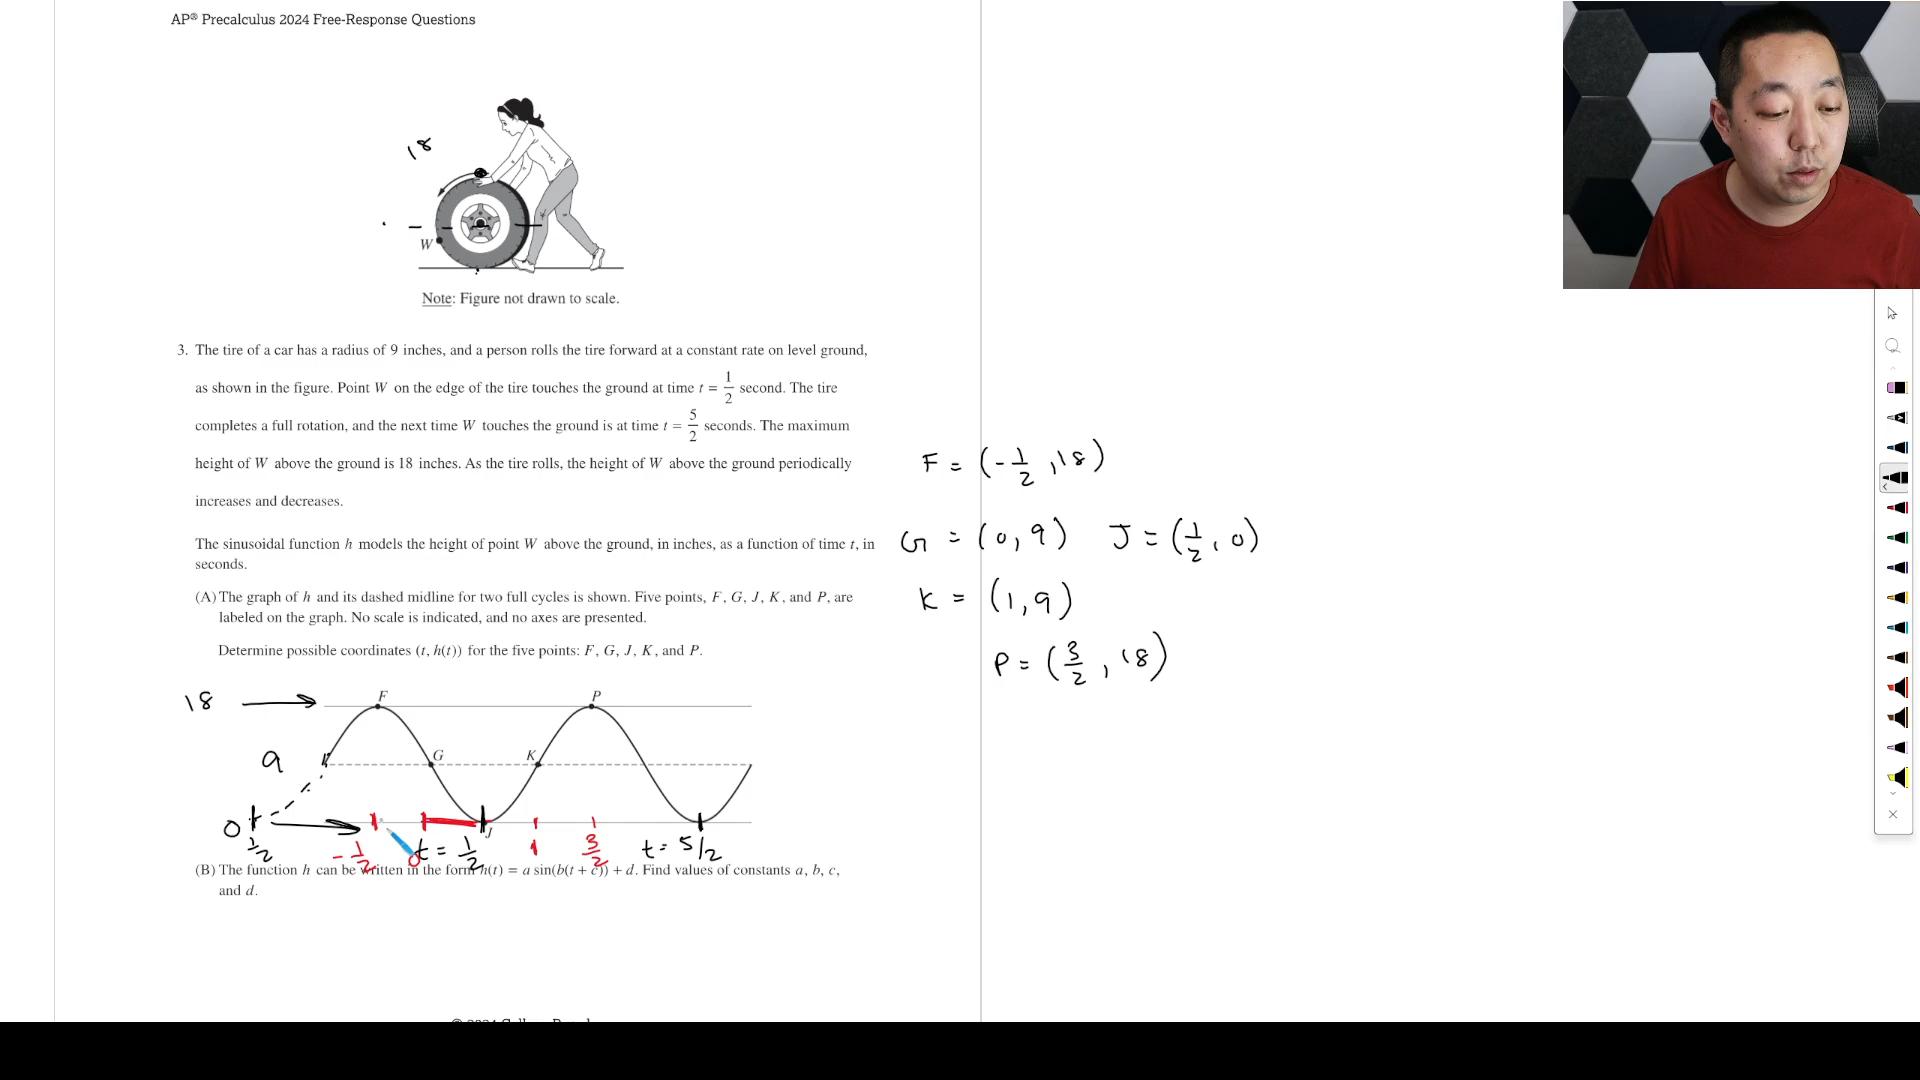 AP® Precalculus 2024 Free-Response Questions
18
W
Note: Figure not drawn to scale.
3. The tire of a car has a radius of 9 inches, and a person rolls the tire forward at a constant rate on level ground,
as shown in the figure. Point W on the edge of the tire touches the ground at time t = 1/2 second. The tire
completes a full rotation, and the next time W touches the ground is at time t = 5/2 seconds. The maximum
height of W above the ground is 18 inches. As the tire rolls, the height of W above the ground periodically
increases and decreases.
The sinusoidal function h models the height of point W above the ground, in inches, as a function of time t, in
seconds.
(A) The graph of h and its dashed midline for two full cycles is shown. Five points, F, G, J, K, and P, are
labeled on the graph. No scale is indicated, and no axes are presented.
Determine possible coordinates (t, h(t)) for the five points: F, G, J, K, and P.
F = (-1/2, 18)
G = (0, 9) J = (1/2, 0)
K = (1, 9)
P = (3/2, 18)
18 F P
9 G K
0 J
1/2 -1/2 0 t = 1/2 1 3/2 t = 5/2
(B) The function h can be written in the form h(t) = a sin(b(t + c)) + d. Find values of constants a, b, c,
and d.